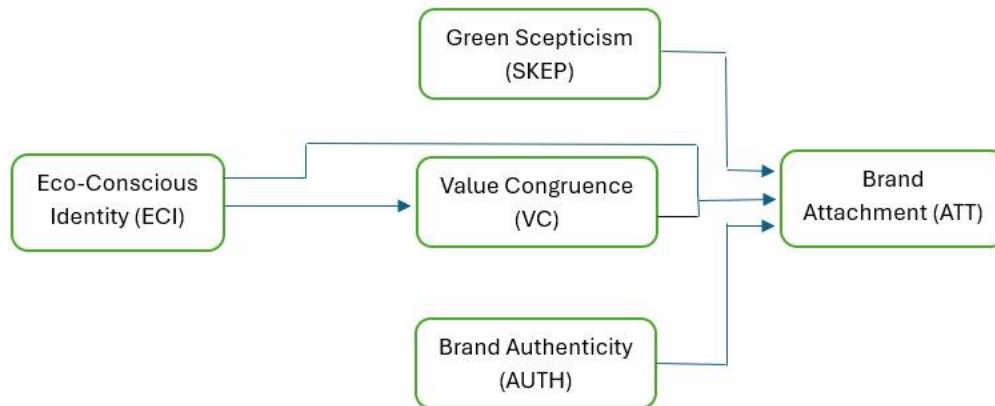 Green Scepticism
(SKEP)
Eco-Conscious
Identity (ECI)
Value Congruence
(VC)
Brand
Attachment (ATT)
Brand Authenticity
(AUTH)